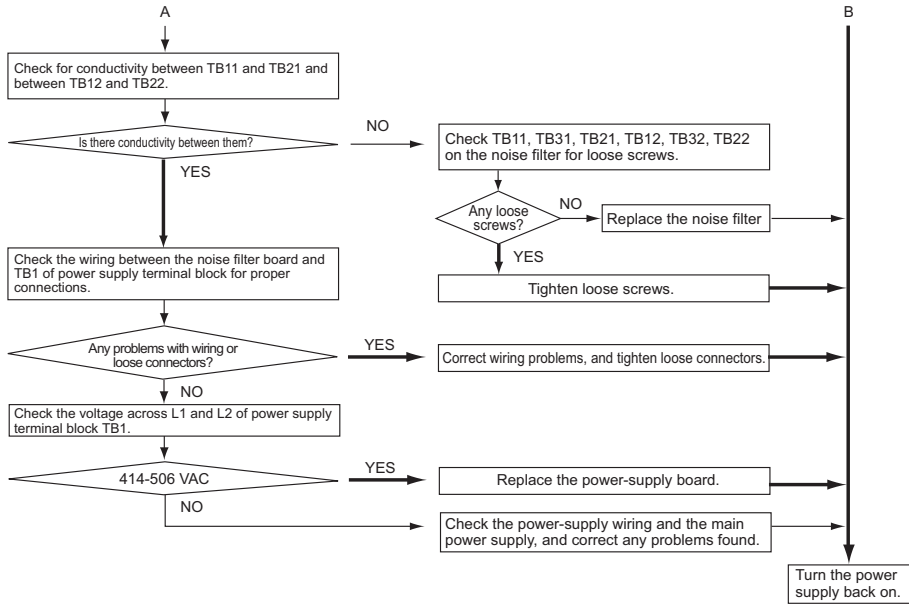 A
B
Check for conductivity between TB11 and TB21 and
between TB12 and TB22.
Is there conductivity between them?
NO
YES
Check TB11, TB31, TB21, TB12, TB32, TB22
on the noise filter for loose screws.
Any loose
screws?
NO
Replace the noise filter
YES
Tighten loose screws.
Check the wiring between the noise filter board and
TB1 of power supply terminal block for proper
connections.
Any problems with wiring or
loose connectors?
YES
Correct wiring problems, and tighten loose connectors.
NO
Check the voltage across L1 and L2 of power supply
terminal block TB1.
414-506 VAC
YES
Replace the power-supply board.
NO
Check the power-supply wiring and the main
power supply, and correct any problems found.
Turn the power
supply back on.